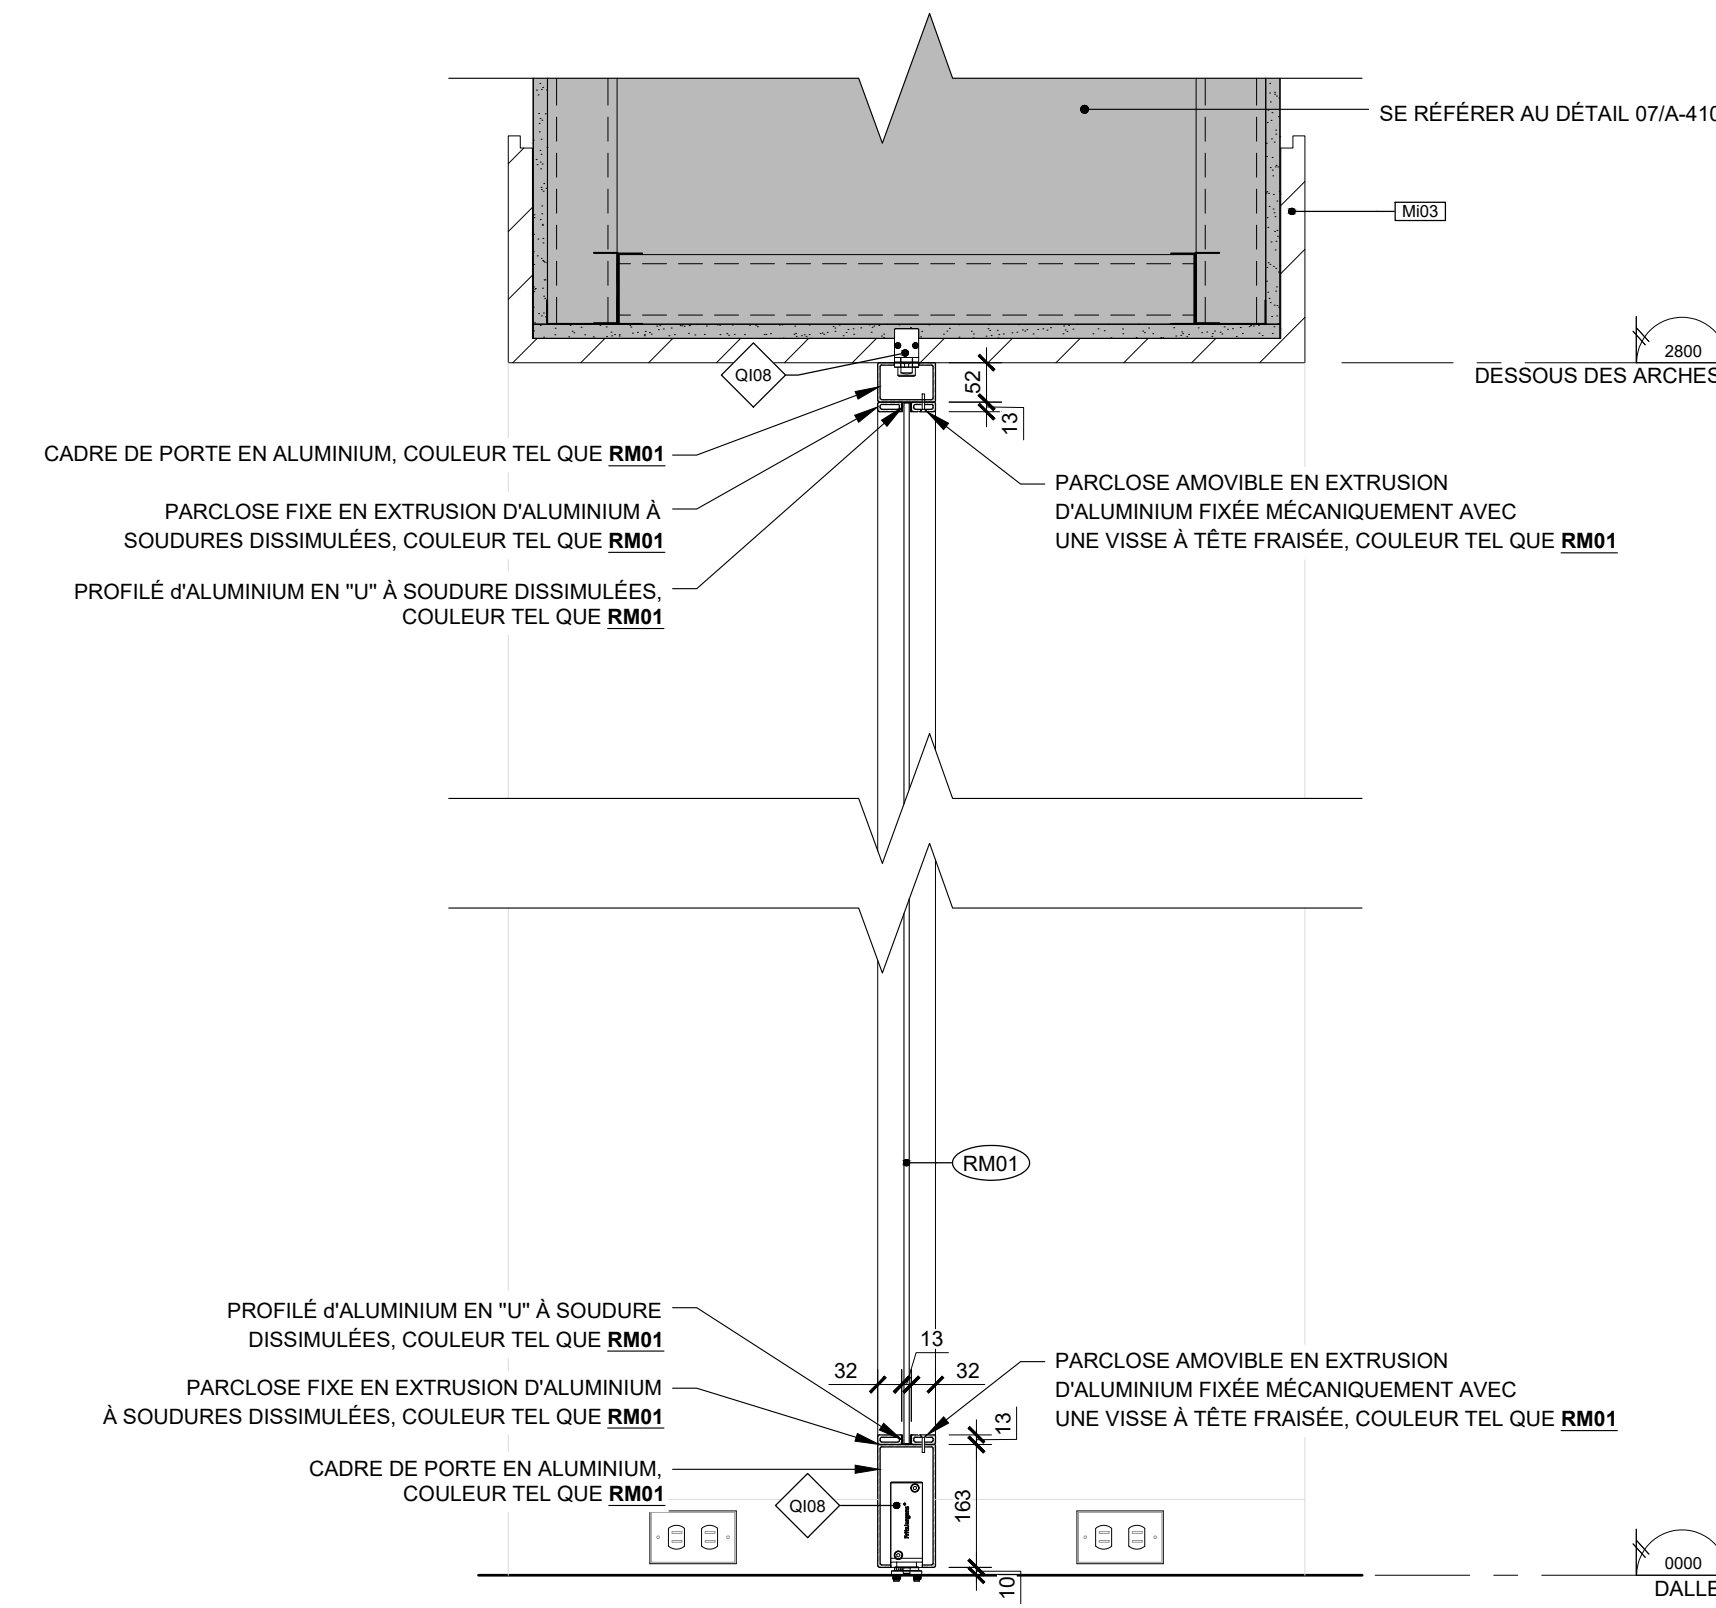 SE RÉFÉRER AU DÉTAIL 07/A-410
Mi03
2800
DESSOUS DES ARCHES
QI08
52
13
CADRE DE PORTE EN ALUMINIUM, COULEUR TEL QUE RM01
PARCLOSE FIXE EN EXTRUSION D'ALUMINIUM À
SOUDURES DISSIMULÉES, COULEUR TEL QUE RM01
PROFILÉ d'ALUMINIUM EN "U" À SOUDURE DISSIMULÉES,
COULEUR TEL QUE RM01
PARCLOSE AMOVIBLE EN EXTRUSION
D'ALUMINIUM FIXÉE MÉCANIQUEMENT AVEC
UNE VISSE À TÊTE FRAISÉE, COULEUR TEL QUE RM01
RM01
PROFILÉ d'ALUMINIUM EN "U" À SOUDURE
DISSIMULÉES, COULEUR TEL QUE RM01
PARCLOSE FIXE EN EXTRUSION D'ALUMINIUM
À SOUDURES DISSIMULÉES, COULEUR TEL QUE RM01
CADRE DE PORTE EN ALUMINIUM,
COULEUR TEL QUE RM01
32
13
32
PARCLOSE AMOVIBLE EN EXTRUSION
D'ALUMINIUM FIXÉE MÉCANIQUEMENT AVEC
UNE VISSE À TÊTE FRAISÉE, COULEUR TEL QUE RM01
13
163
10
QI08
FritsJurgens
0000
DALLE